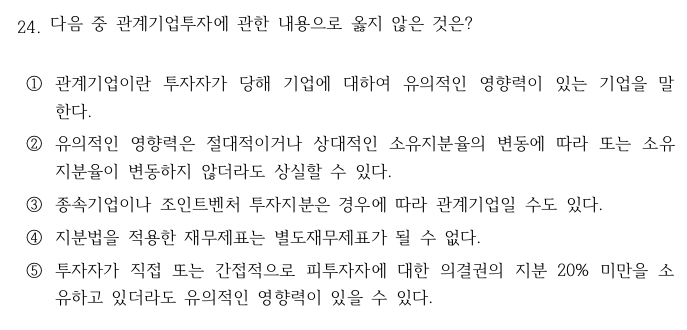 24. 다음 중 관계기업투자에 관한 내용으로 옳지 않은 것은?
① 관계기업이란 투자자가 당해 기업에 대하여 유의적인 영향력이 있는 기업을 말
한다.
② 유의적인 영향력은 절대적이거나 상대적인 소유지분율의 변동에 따라 또는 소유
지분율이 변동하지 않더라도 상실할 수 있다.
③ 종속기업이나 조인트벤처 투자지분은 경우에 따라 관계기업일 수도 있다.
④ 지분법을 적용한 재무제표는 별도재무제표가 될 수 없다.
⑤ 투자자가 직접 또는 간접적으로 피투자자에 대한 의결권의 지분 20% 미만을 소
유하고 있더라도 유의적인 영향력이 있을 수 있다.